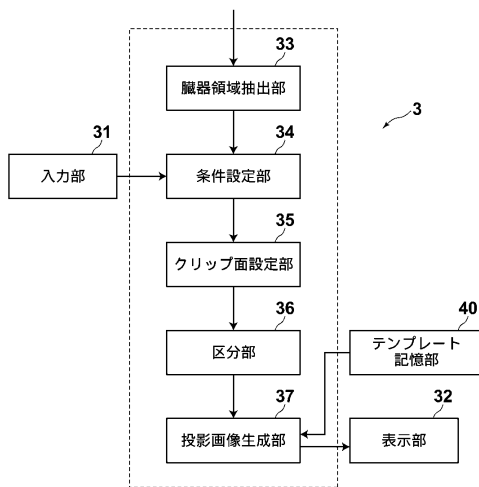 33
臓器領域抽出部
3
31
入力部
34
条件設定部
35
クリップ面設定部
36
区分部
40
テンプレート
記憶部
37
投影画像生成部
32
表示部